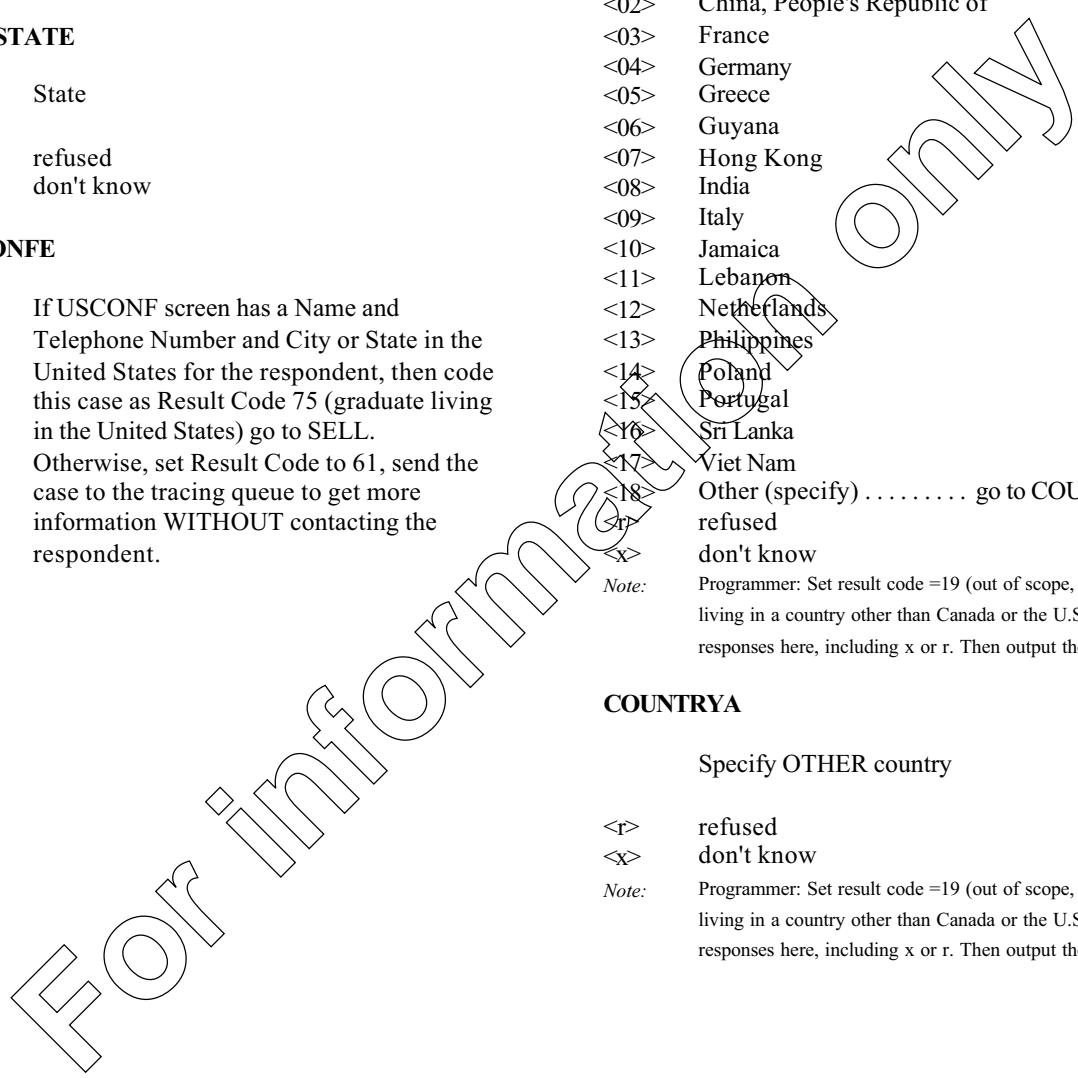 STATE
State
refused
don't know
ONFE
If USCONF screen has a Name and
Telephone Number and City or State in the
United States for the respondent, then code
this case as Result Code 75 (graduate living
in the United States) go to SELL.
Otherwise, set Result Code to 61, send the
case to the tracing queue to get more
information WITHOUT contacting the
respondent.
<02> China, People's Republic of
<03> France
<04> Germany
<05> Greece
<06> Guyana
<07> Hong Kong
<08> India
<09> Italy
<10> Jamaica
<11> Lebanon
<12> Netherlands
<13> Philippines
<14> Poland
<15> Portugal
<16> Sri Lanka
<17> Viet Nam
<18> Other (specify) . . . . . . . . . go to COU
<r> refused
<x> don't know
Note: Programmer: Set result code =19 (out of scope,
living in a country other than Canada or the U.S
responses here, including x or r. Then output the
COUNTRYA
Specify OTHER country
<r> refused
<x> don't know
Note: Programmer: Set result code =19 (out of scope,
living in a country other than Canada or the U.S
responses here, including x or r. Then output the
For information only